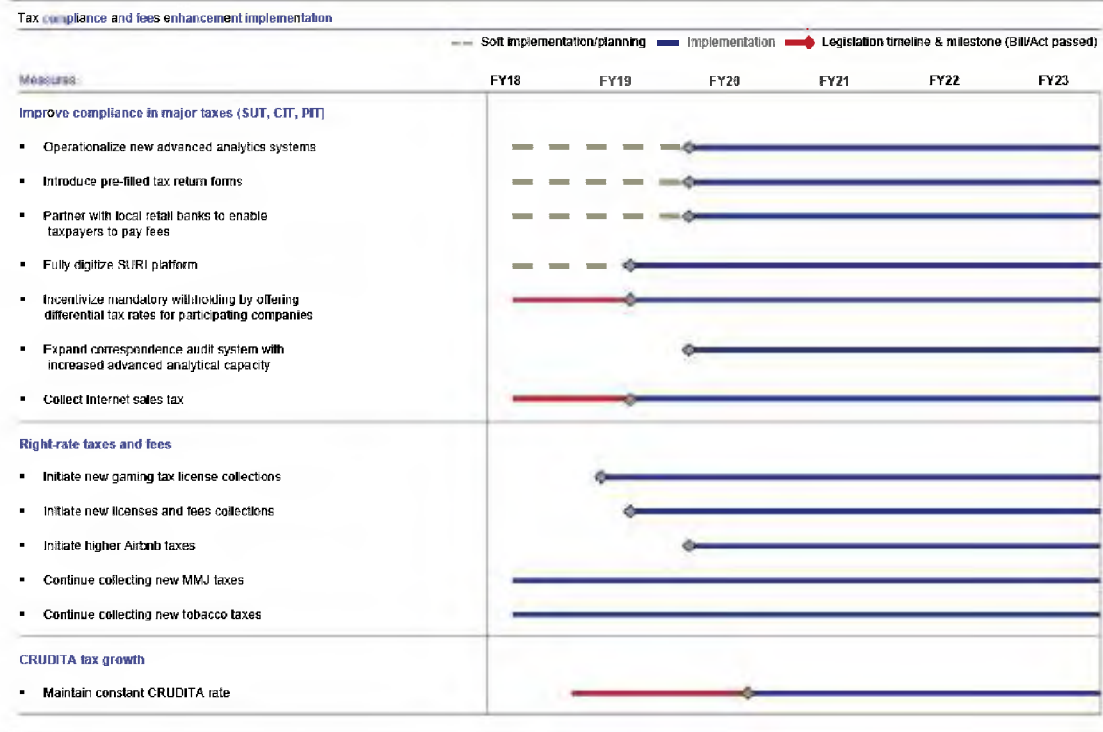 Tax compliance and fees enhancement implementation
Soft implementation/planning Implementation Legislation timeline & milestone (Bill/Act passed)
Measures FY18 FY19 FY20 FY21 FY22 FY23
Improve compliance in major taxes (SUT, CIT, PIT)
▪ Operationalize new advanced analytics systems
▪ Introduce pre-filled tax return forms
▪ Partner with local retail banks to enable
taxpayers to pay fees
▪ Fully digitize SURI platform
▪ Incentivize mandatory withholding by offering
differential tax rates for participating companies
▪ Expand correspondence audit system with
increased advanced analytical capacity
▪ Collect Internet sales tax
Right-rate taxes and fees
▪ Initiate new gaming tax license collections
▪ Initiate new licenses and fees collections
▪ Initiate higher Airbnb taxes
▪ Continue collecting new MMJ taxes
▪ Continue collecting new tobacco taxes
CRUDITA tax growth
▪ Maintain constant CRUDITA rate